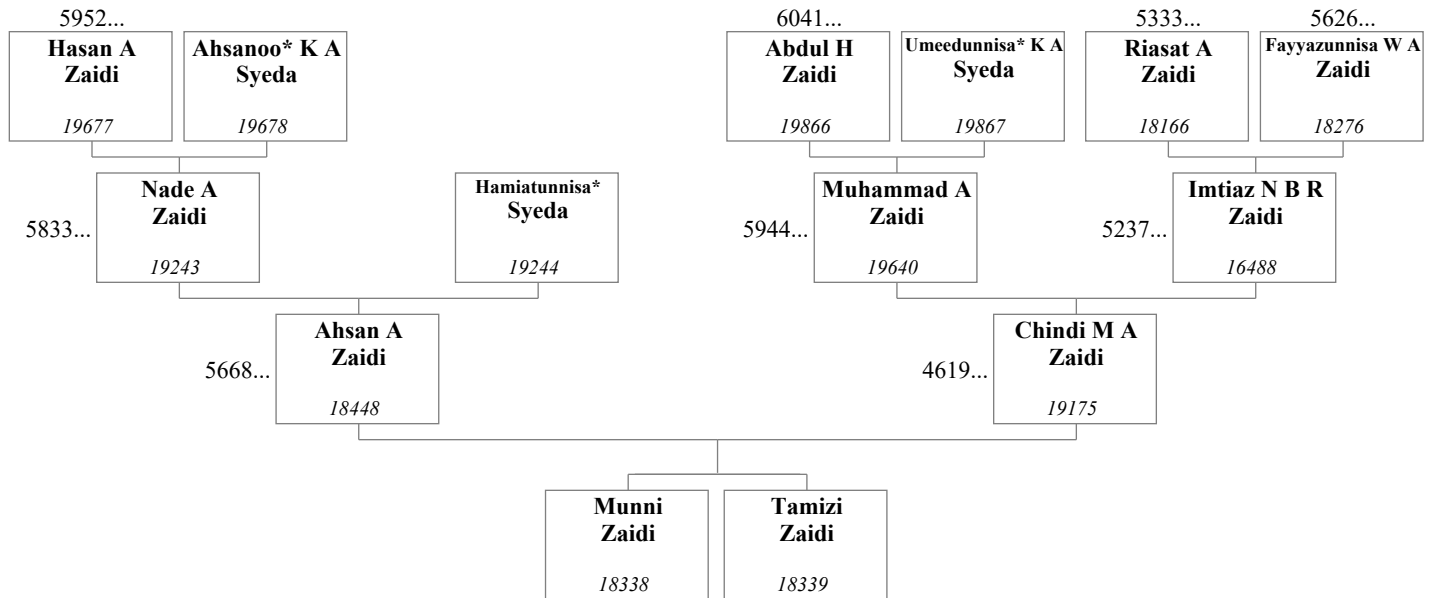 5952...
Hasan A
Zaidi
19677
Ahsanoo* K A
Syeda
19678
6041...
Abdul H
Zaidi
19866
Umeedunnisa* K A
Syeda
19867
5333...
Riasat A
Zaidi
18166
5626...
Fayyazunnisa W A
Zaidi
18276
5833...
Nade A
Zaidi
19243
Hamiatunnisa*
Syeda
19244
5944...
Muhammad A
Zaidi
19640
5237...
Imtiaz N B R
Zaidi
16488
5668...
Ahsan A
Zaidi
18448
4619...
Chindi M A
Zaidi
19175
Munni
Zaidi
18338
Tamizi
Zaidi
18339